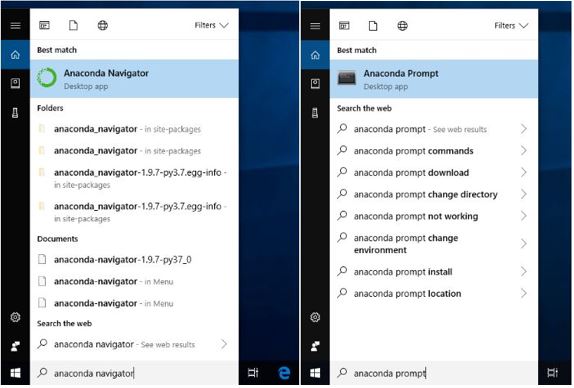 Filters
Best match
Anaconda Navigator
Desktop app
Folders
anaconda_navigator - in site-packages
anaconda_navigator - in site-packages
anaconda_navigator-1.9.7-py3.7.egg-info -
in site-packages
anaconda_navigator-1.9.7-py3.7.egg-info -
in site-packages
Documents
anaconda-navigator-1.9.7-py37_0
anaconda-navigator - in Menu
anaconda-navigator - in Menu
Search the web
anaconda navigator - See web results
anaconda navigator
Filters
Best match
Anaconda Prompt
Desktop app
Search the web
anaconda prompt - See web results
anaconda prompt commands
anaconda prompt download
anaconda prompt change directory
anaconda prompt not working
anaconda prompt change
environment
anaconda prompt install
anaconda prompt location
anaconda prompt